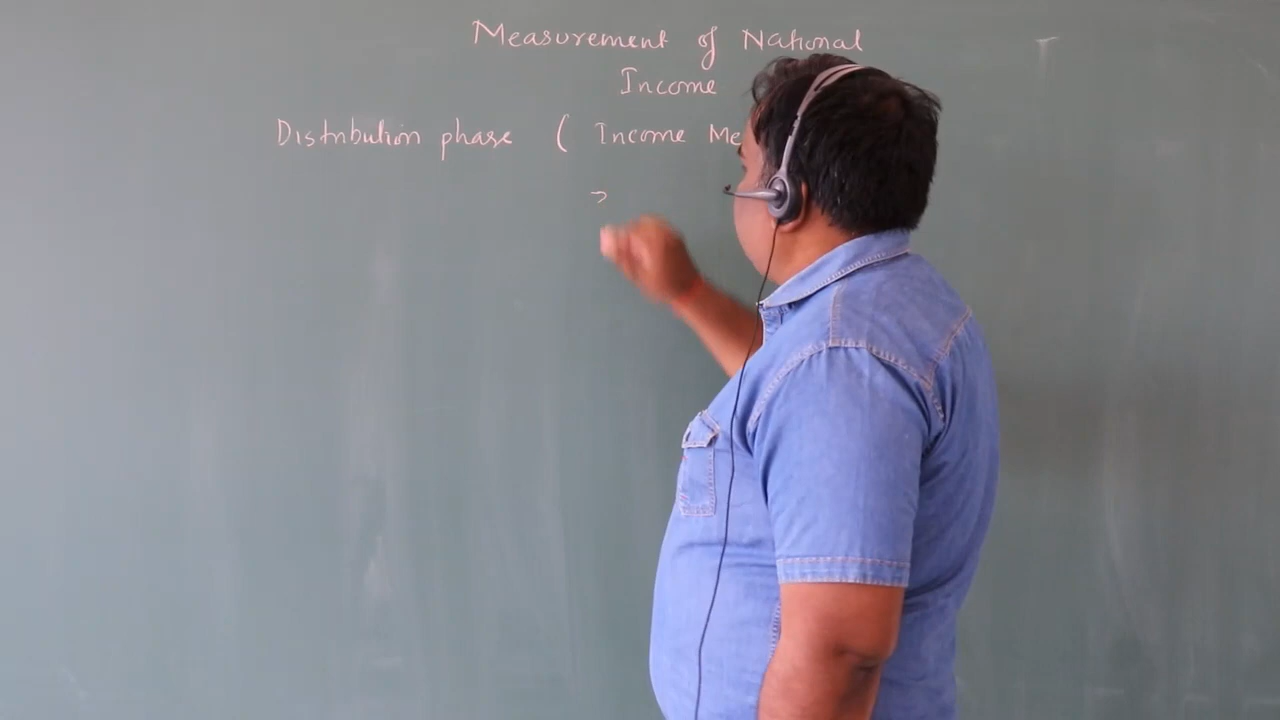 Measurement of National
Income
Distribution phase ( Income Me